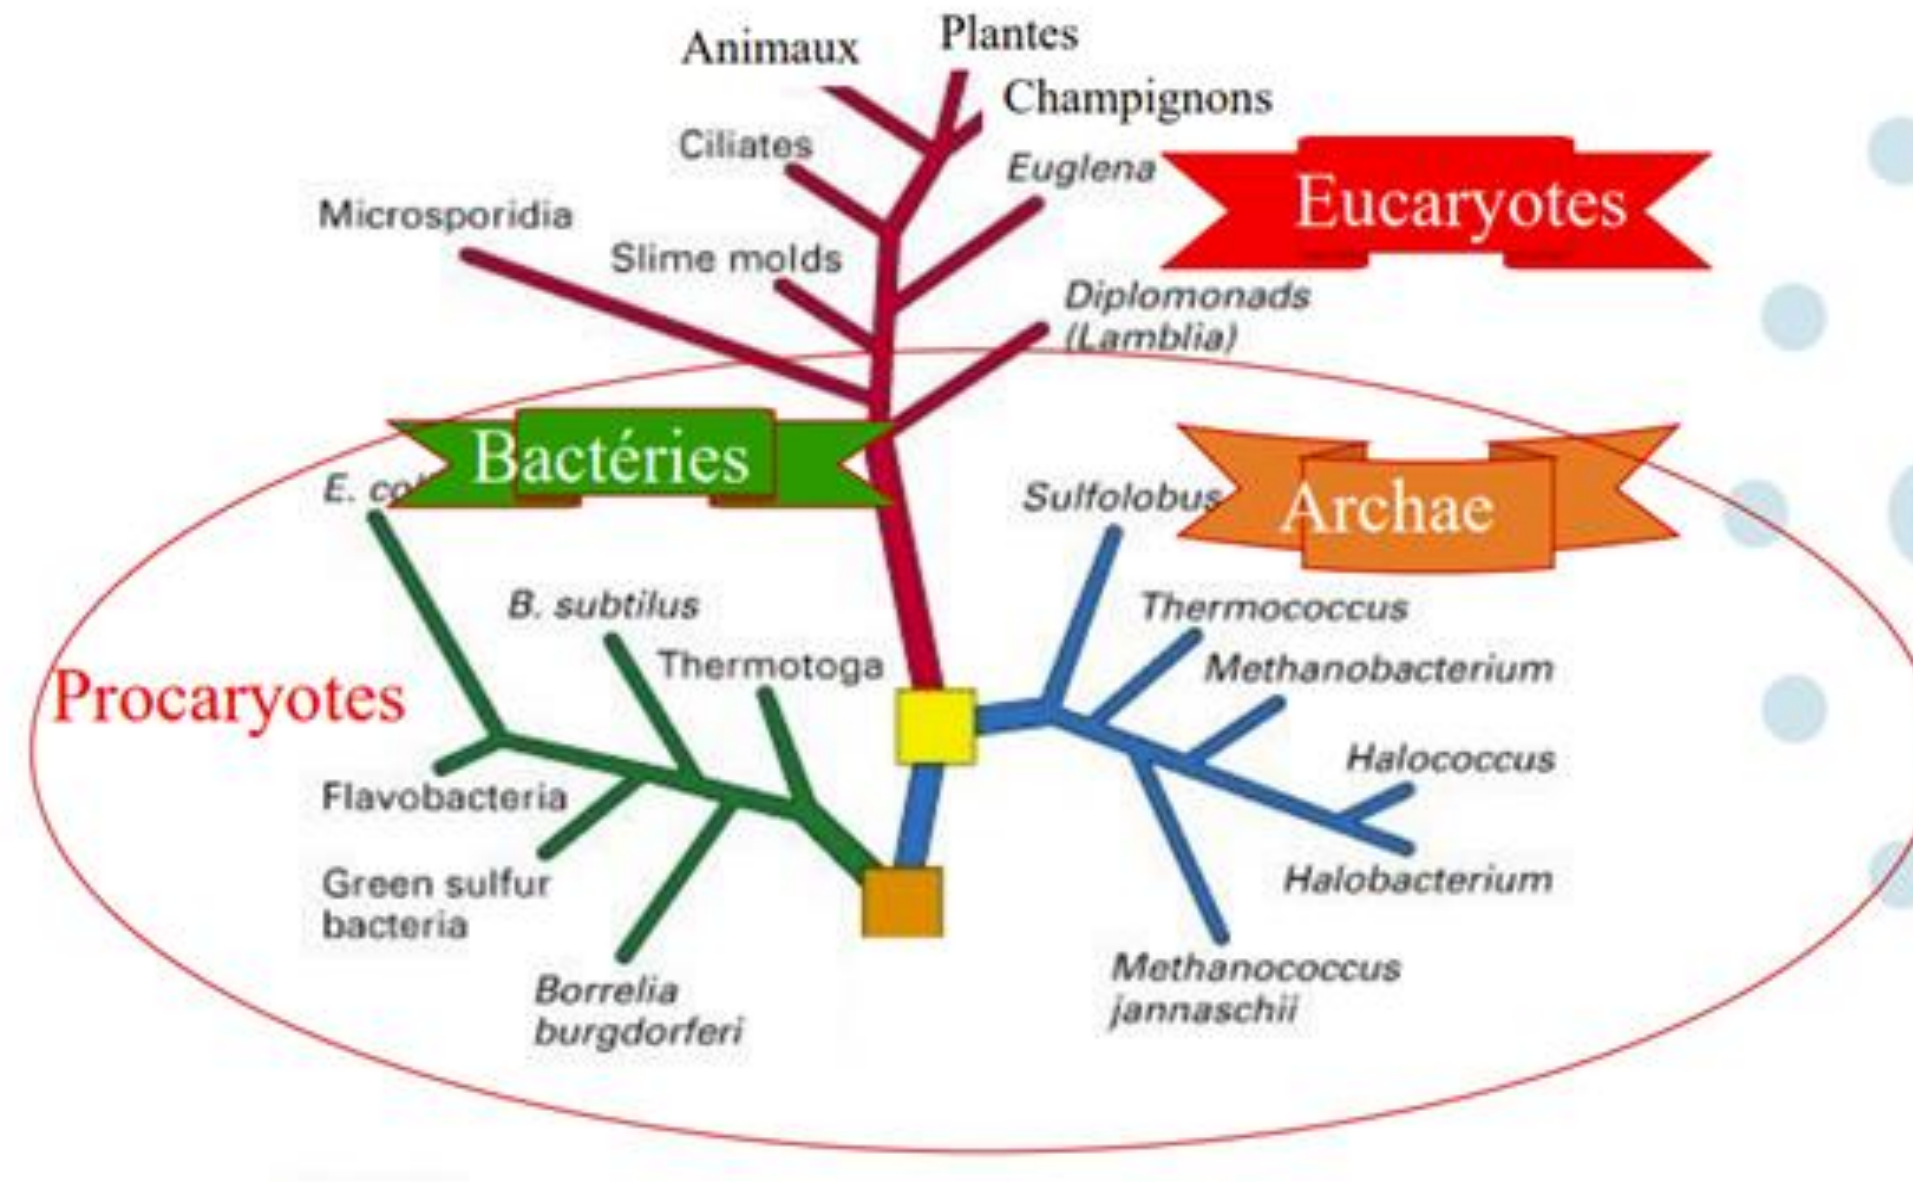 Plantes
Animaux
Champignons
Ciliates
Euglena
Eucaryotes
Microsporidia
Slime molds
Diplomonads
(Lamblia)
Bactéries
E.
Sulfolobus
Archae
B. subtilus
Thermococcus
Thermotoga
Methanobacterium
Procaryotes
Halococcus
Flavobacteria
Green sulfur
bacteria
Halobacterium
Methanococcus
jannaschii
Borrelia
burgdorferi